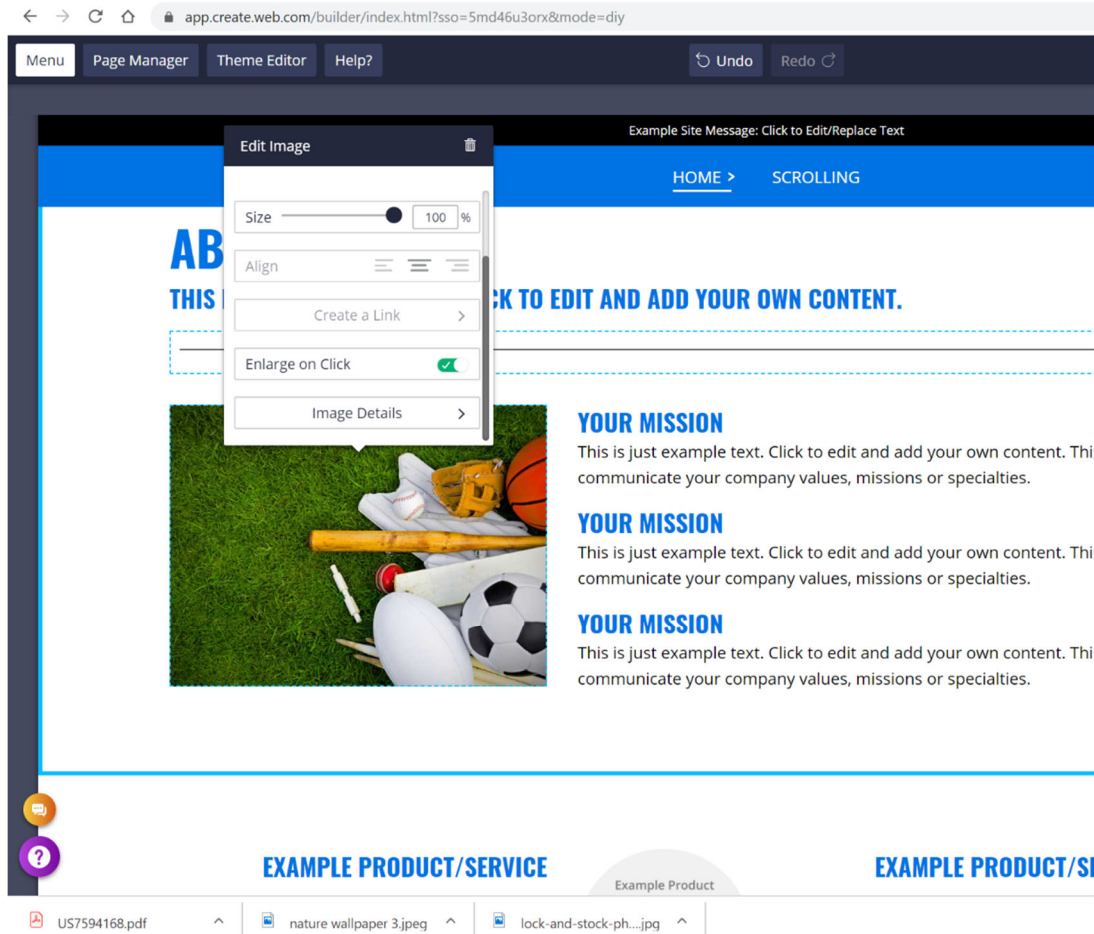 app.create.web.com/builder/index.html?sso=5md46u3orx&mode=diy
Menu Page Manager Theme Editor Help? Undo Redo
Example Site Message: Click to Edit/Replace Text
Edit Image
HOME > SCROLLING
Size 100 %
Align
Create a Link >
Enlarge on Click
Image Details >
AB
THIS
CK TO EDIT AND ADD YOUR OWN CONTENT.
YOUR MISSION
This is just example text. Click to edit and add your own content. This
communicate your company values, missions or specialties.
YOUR MISSION
This is just example text. Click to edit and add your own content. This
communicate your company values, missions or specialties.
YOUR MISSION
This is just example text. Click to edit and add your own content. This
communicate your company values, missions or specialties.
?
EXAMPLE PRODUCT/SERVICE
Example Product
EXAMPLE PRODUCT/SE
US7594168.pdf
nature wallpaper 3.jpeg
lock-and-stock-ph....jpg